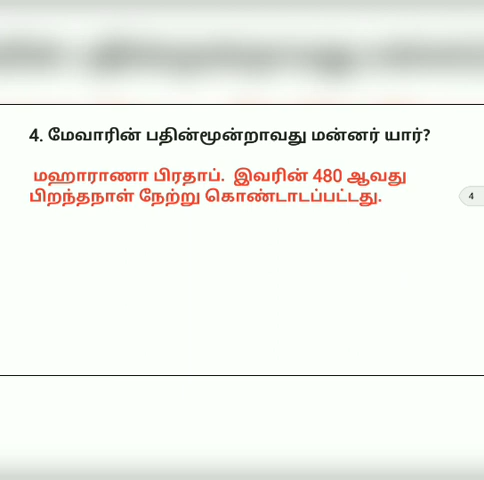 4. மேவாரின் பதின்மூன்றாவது மன்னர் யார்?
மஹாராணா பிரதாப். இவரின் 480 ஆவது
பிறந்தநாள் நேற்று கொண்டாடப்பட்டது.
4